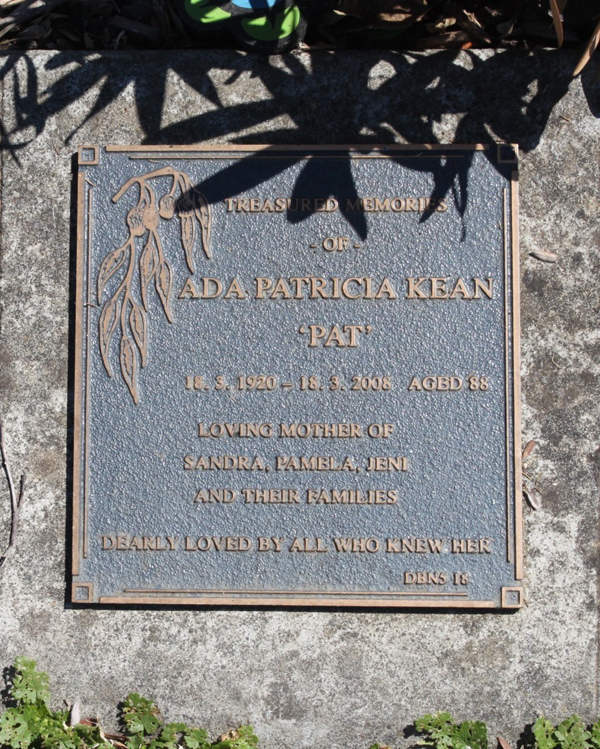 TREASURED MEMORIES
- OF -
ADA PATRICIA KEAN
'PAT'
18. 3. 1920 - 18. 3. 2008 AGED 88
LOVING MOTHER OF
SANDRA, PAMELA, JENI
AND THEIR FAMILIES
DEARLY LOVED BY ALL WHO KNEW HER
DBN5 18